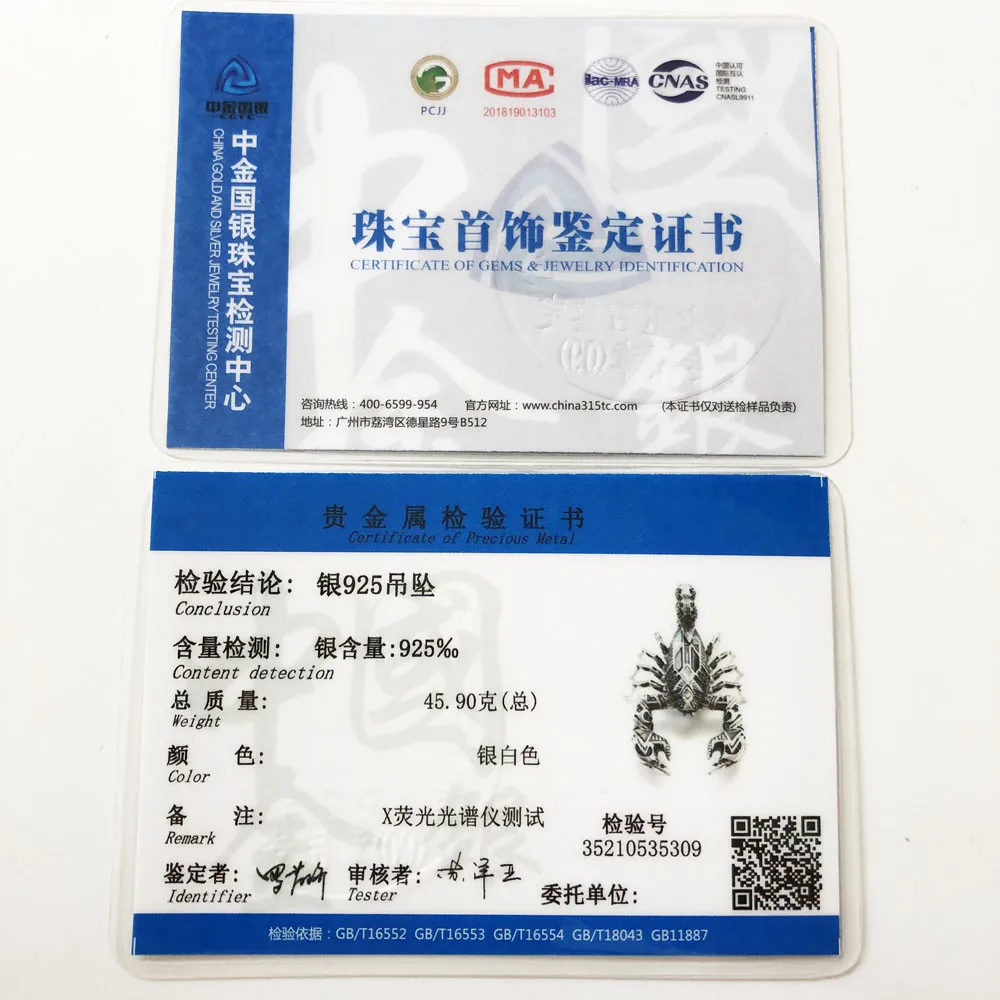 中金国银
CGTC
中金国银珠宝检测中心
CHINA GOLD AND SILVER JEWELRY TESTING CENTER
PCJJ
MA
201819013103
ilac-MRA
CNAS
中国认可
国际互认
检测
TESTING
CNASL9911
珠宝首饰鉴定证书
CERTIFICATE OF GEMS & JEWELRY IDENTIFICATION
咨询热线：400-6599-954 官方网址：www.china315tc.com (本证书仅对送检样品负责)
地址：广州市荔湾区德星路9号B512
贵金属检验证书
Certificate of Precious Metal
检验结论: 银925吊坠
Conclusion
含量检测: 银含量:925‰
Content detection
总质量: 45.90克(总)
Weight
颜色: 银白色
Color
备注: X荧光光谱仪测试
Remark
检验号
35210535309
鉴定者: 审核者:
Identifier Tester
委托单位:
检验依据：GB/T16552 GB/T16553 GB/T16554 GB/T18043 GB11887